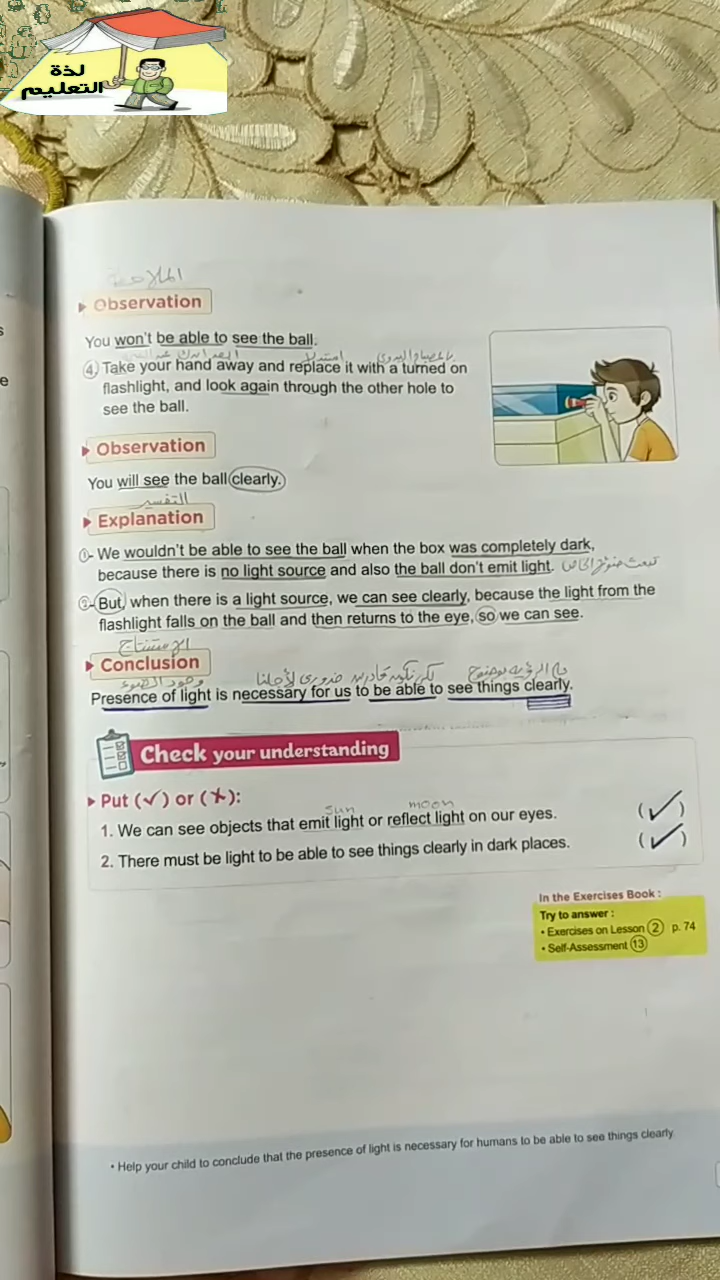 لذة
التعليم
الملاحظة
Observation
You won't be able to see the ball.
4 Take your hand away and replace it with a turned on
flashlight, and look again through the other hole to
see the ball.
Observation
You will see the ball clearly.
التفسير
Explanation
1- We wouldn't be able to see the ball when the box was completely dark,
because there is no light source and also the ball don't emit light.
2- But, when there is a light source, we can see clearly, because the light from the
flashlight falls on the ball and then returns to the eye, so we can see.
الاستنتاج
Conclusion
وجود الضوء ضروري لأجلنا لكي نكون قادرين
Presence of light is necessary for us to be able to see things clearly.
Check your understanding
Put (✓) or (✗):
sun moon
1. We can see objects that emit light or reflect light on our eyes. (✓)
2. There must be light to be able to see things clearly in dark places. (✓)
In the Exercises Book :
Try to answer :
• Exercises on Lesson 2 p. 74
• Self-Assessment 13
• Help your child to conclude that the presence of light is necessary for humans to be able to see things clearly.